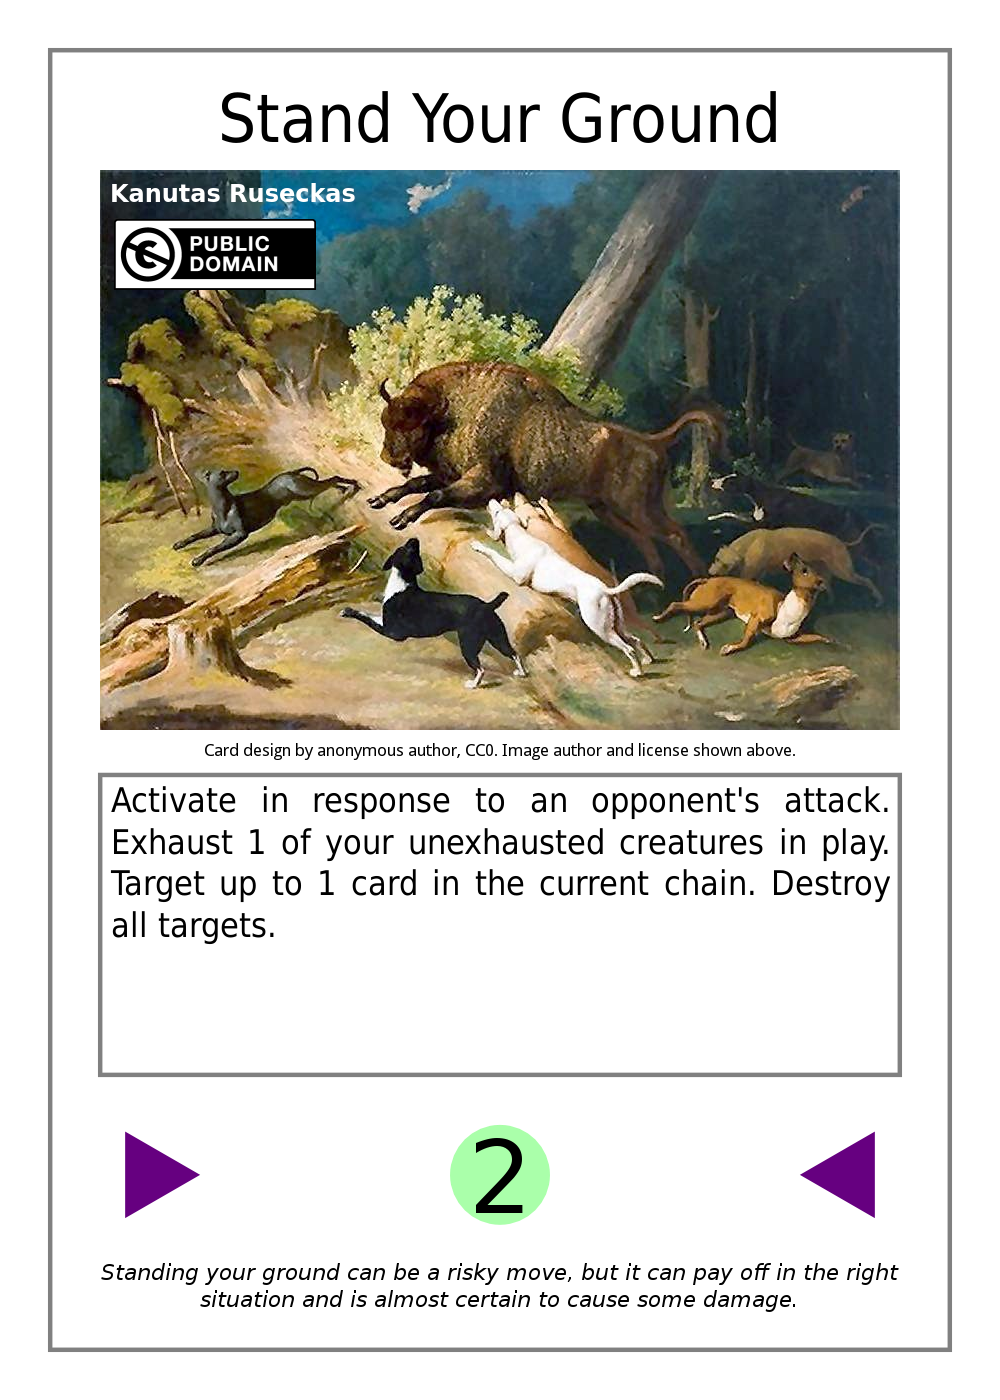 Stand Your Ground
Kanutas Ruseckas
PUBLIC
DOMAIN
Card design by anonymous author, CC0. Image author and license shown above.
Activate in response to an opponent's attack.
Exhaust 1 of your unexhausted creatures in play.
Target up to 1 card in the current chain. Destroy
all targets.
2
Standing your ground can be a risky move, but it can pay off in the right
situation and is almost certain to cause some damage.